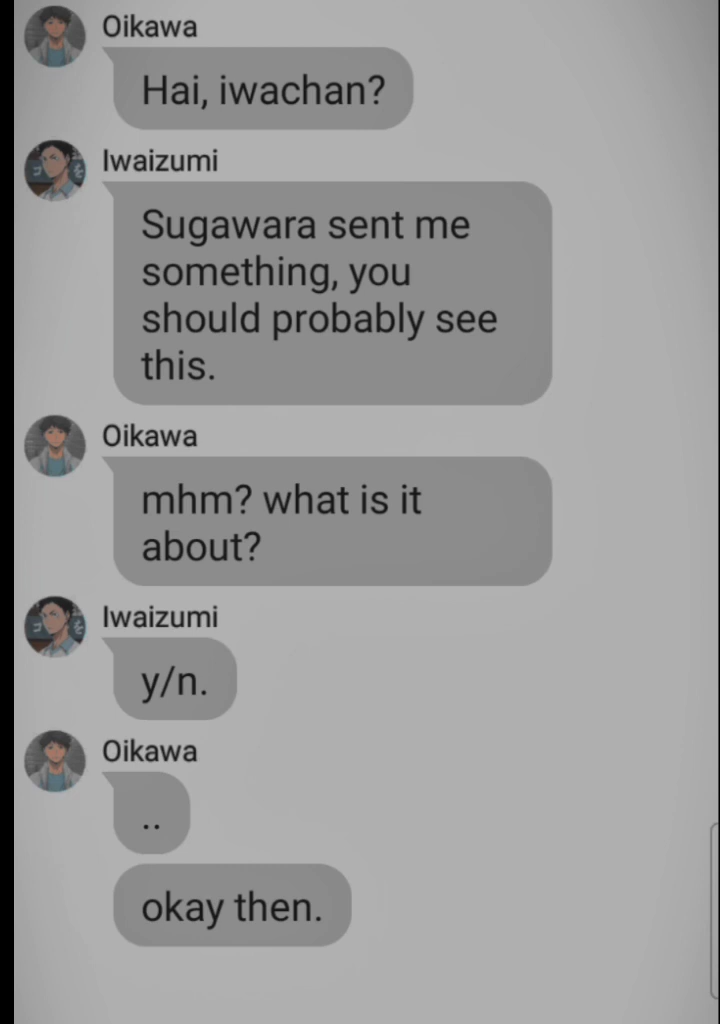 Oikawa
Hai, iwachan?
Iwaizumi
Sugawara sent me
something, you
should probably see
this.
Oikawa
mhm? what is it
about?
Iwaizumi
y/n.
Oikawa
..
okay then.